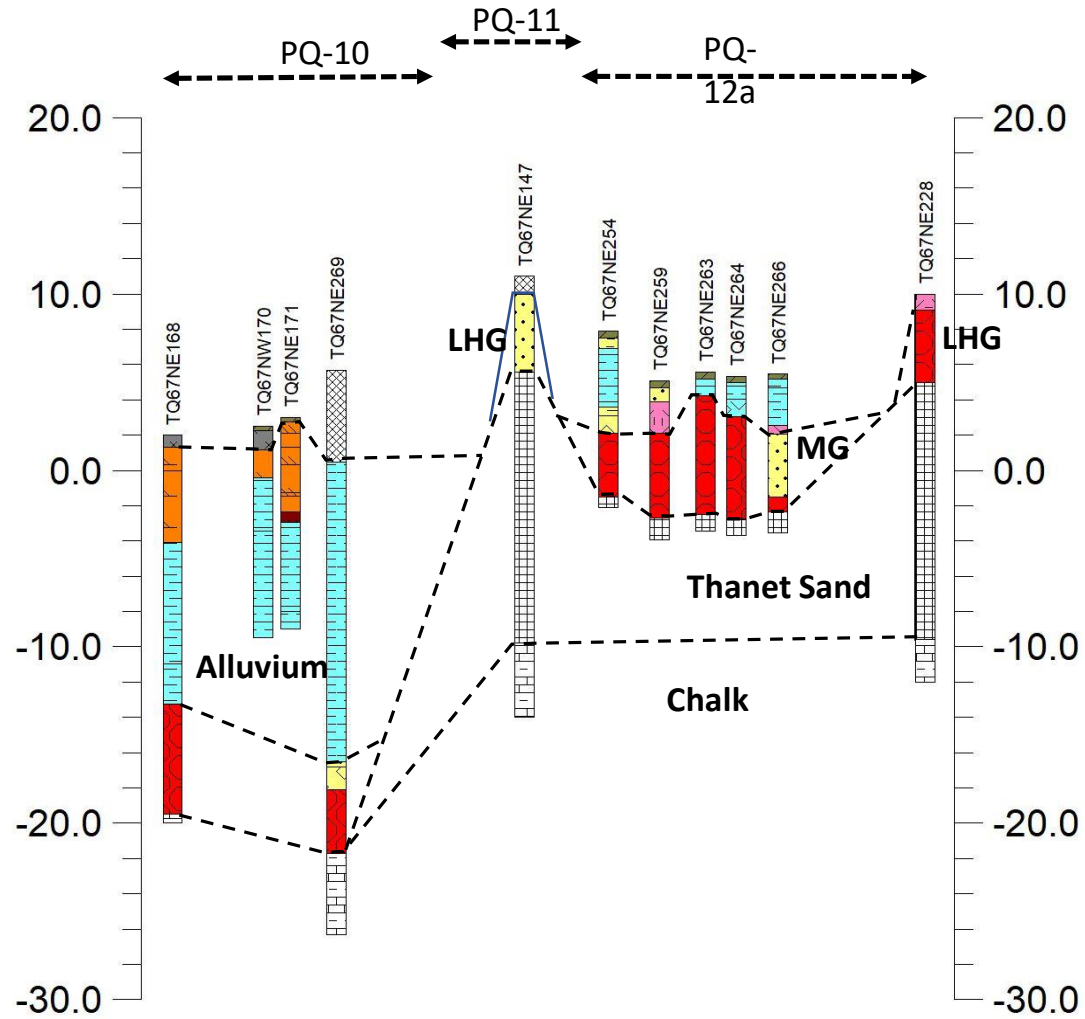 PQ-10
PQ-11
PQ-
12a
20.0
20.0
10.0
10.0
0.0
0.0
-10.0
-10.0
-20.0
-20.0
-30.0
-30.0
TQ67NE168
TQ67NW170
TQ67NE171
TQ67NE269
TQ67NE147
TQ67NE254
TQ67NE259
TQ67NE263
TQ67NE264
TQ67NE266
TQ67NE228
LHG
LHG
MG
Thanet Sand
Alluvium
Chalk